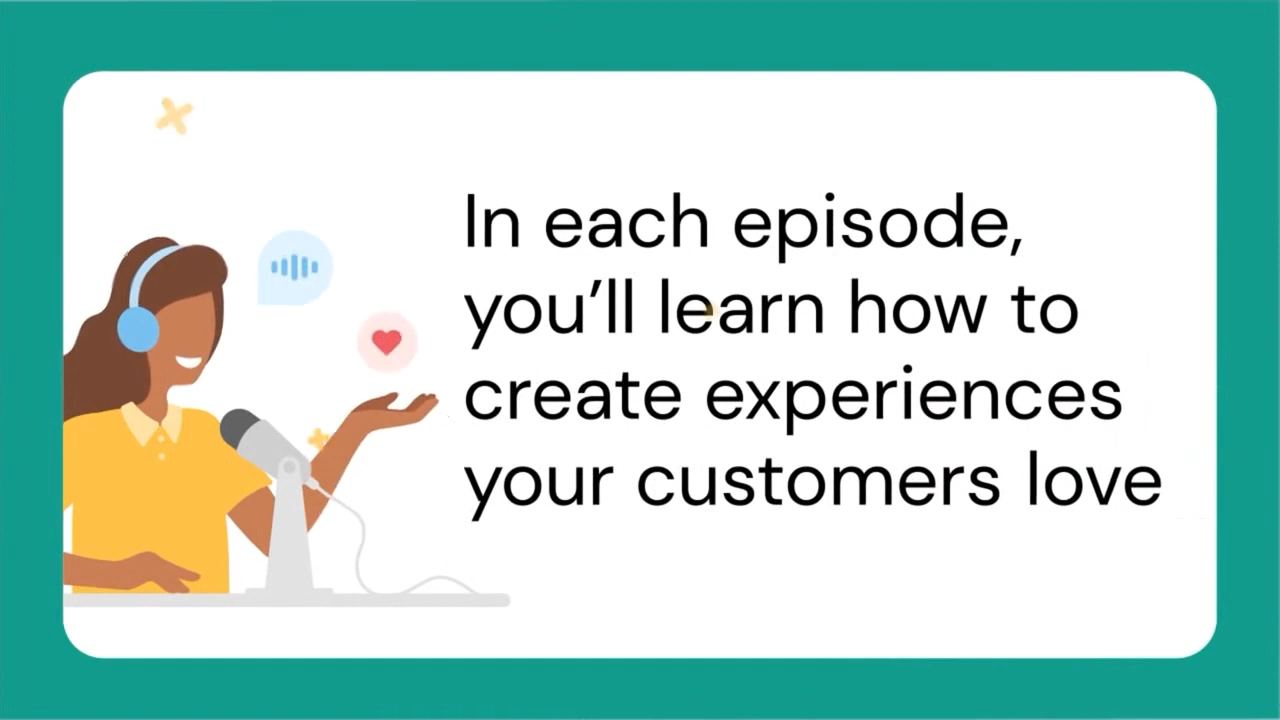 In each episode,
you’ll learn how to
create experiences
your customers love